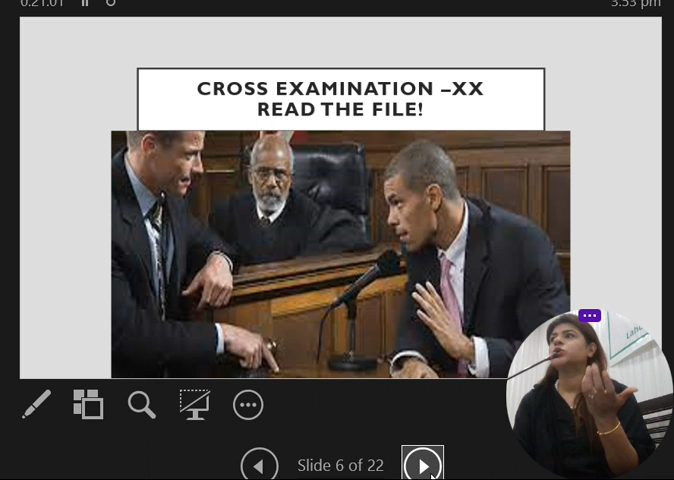 0:21:01
3:53 pm
CROSS EXAMINATION –XX
READ THE FILE!
Slide 6 of 22